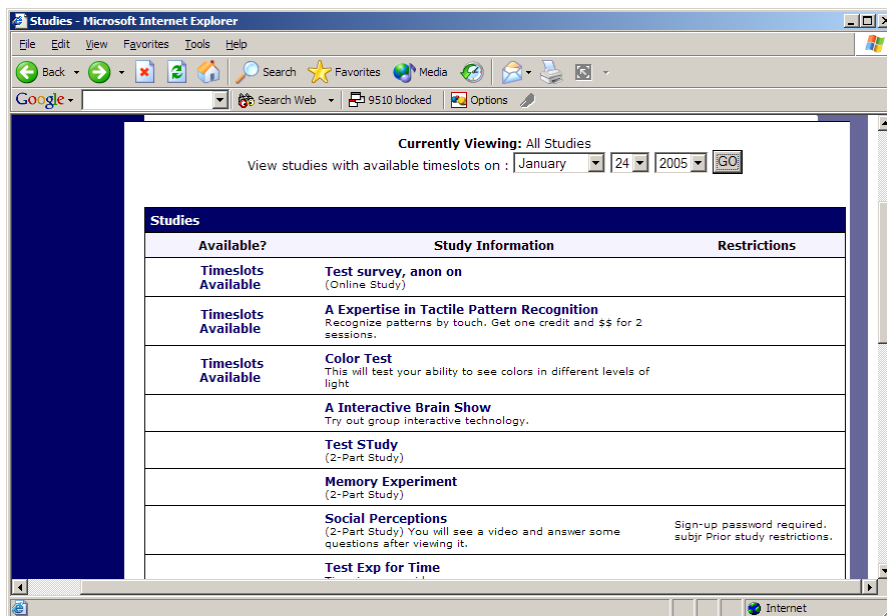 Studies - Microsoft Internet Explorer
File Edit View Favorites Tools Help
Back Search Favorites Media
Google Search Web 9510 blocked Options
Currently Viewing: All Studies
View studies with available timeslots on : January 24 2005 GO
Studies
Available? Study Information Restrictions
Timeslots Available
Test survey, anon on
(Online Study)
Timeslots Available
A Expertise in Tactile Pattern Recognition
Recognize patterns by touch. Get one credit and $$ for 2
sessions.
Timeslots Available
Color Test
This will test your ability to see colors in different levels of
light
A Interactive Brain Show
Try out group interactive technology.
Test STudy
(2-Part Study)
Memory Experiment
(2-Part Study)
Social Perceptions
(2-Part Study) You will see a video and answer some
questions after viewing it.
Sign-up password required.
subjr Prior study restrictions.
Test Exp for Time
Internet